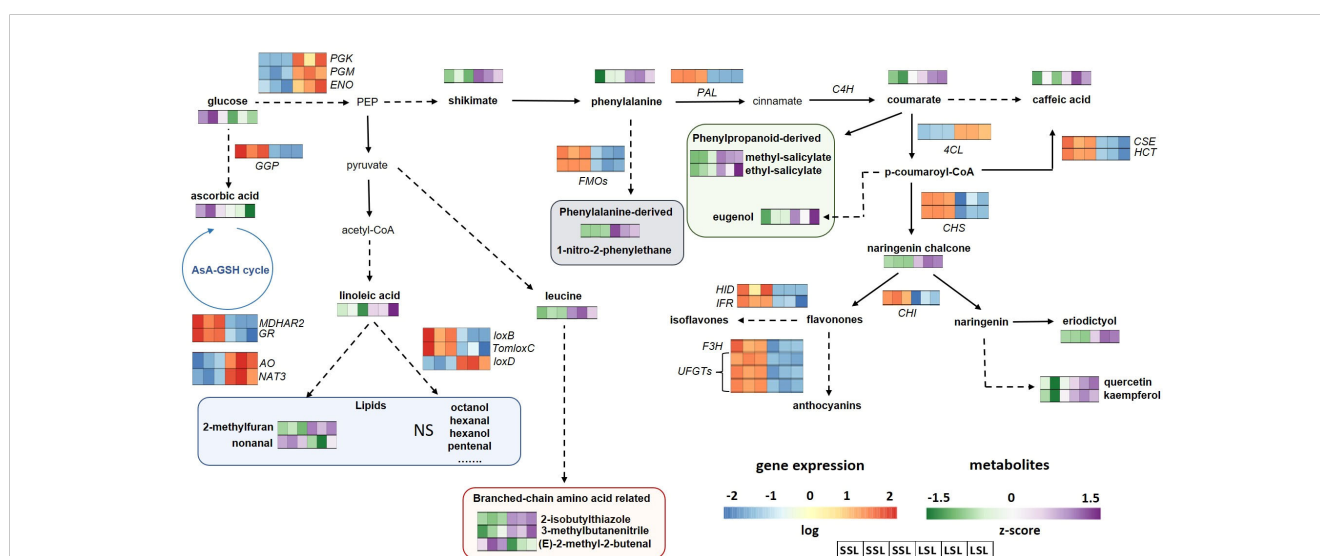 PGK
PGM
ENO
glucose
PEP
shikimate
phenylalanine
PAL
cinnamate
C4H
coumarate
caffeic acid
GGP
pyruvate
FMOs
Phenylpropanoid-derived
methyl-salicylate
ethyl-salicylate
eugenol
4CL
CSE
HCT
p-coumaroyl-CoA
ascorbic acid
acetyl-CoA
Phenylalanine-derived
1-nitro-2-phenylethane
CHS
naringenin chalcone
AsA-GSH cycle
linoleic acid
leucine
HID
IFR
CHI
MDHAR2
GR
loxB
TomloxC
loxD
isoflavones
flavonones
naringenin
eriodictyol
AO
NAT3
F3H
UFGTs
anthocyanins
quercetin
kaempferol
Lipids
2-methylfuran
nonanal
NS
octanol
hexanal
hexanol
pentenal
.......
Branched-chain amino acid related
2-isobutylthiazole
3-methylbutanenitrile
(E)-2-methyl-2-butenal
gene expression
-2 -1 0 1 2
log
metabolites
-1.5 0 1.5
z-score
SSL SSL SSL LSL LSL LSL